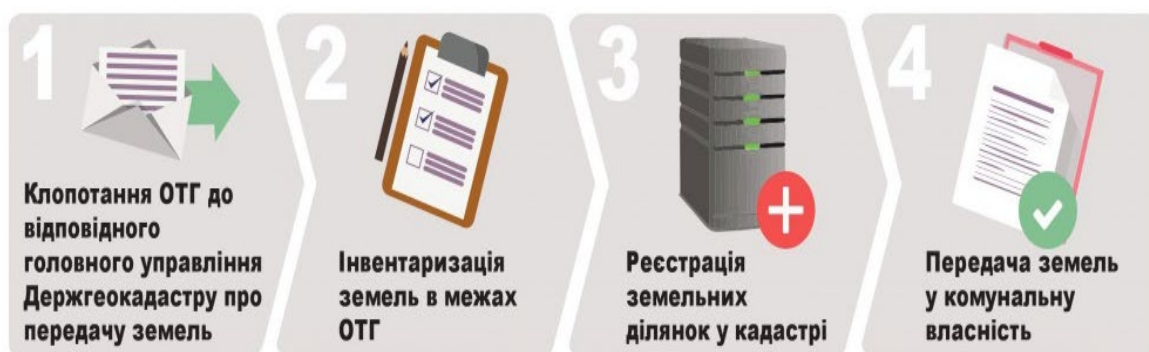 1
Клопотання ОТГ до
відповідного
головного управління
Держгеокадастру про
передачу земель
2
Інвентаризація
земель в межах
ОТГ
3
Реєстрація
земельних
ділянок у кадастрі
4
Передача земель
у комунальну
власність